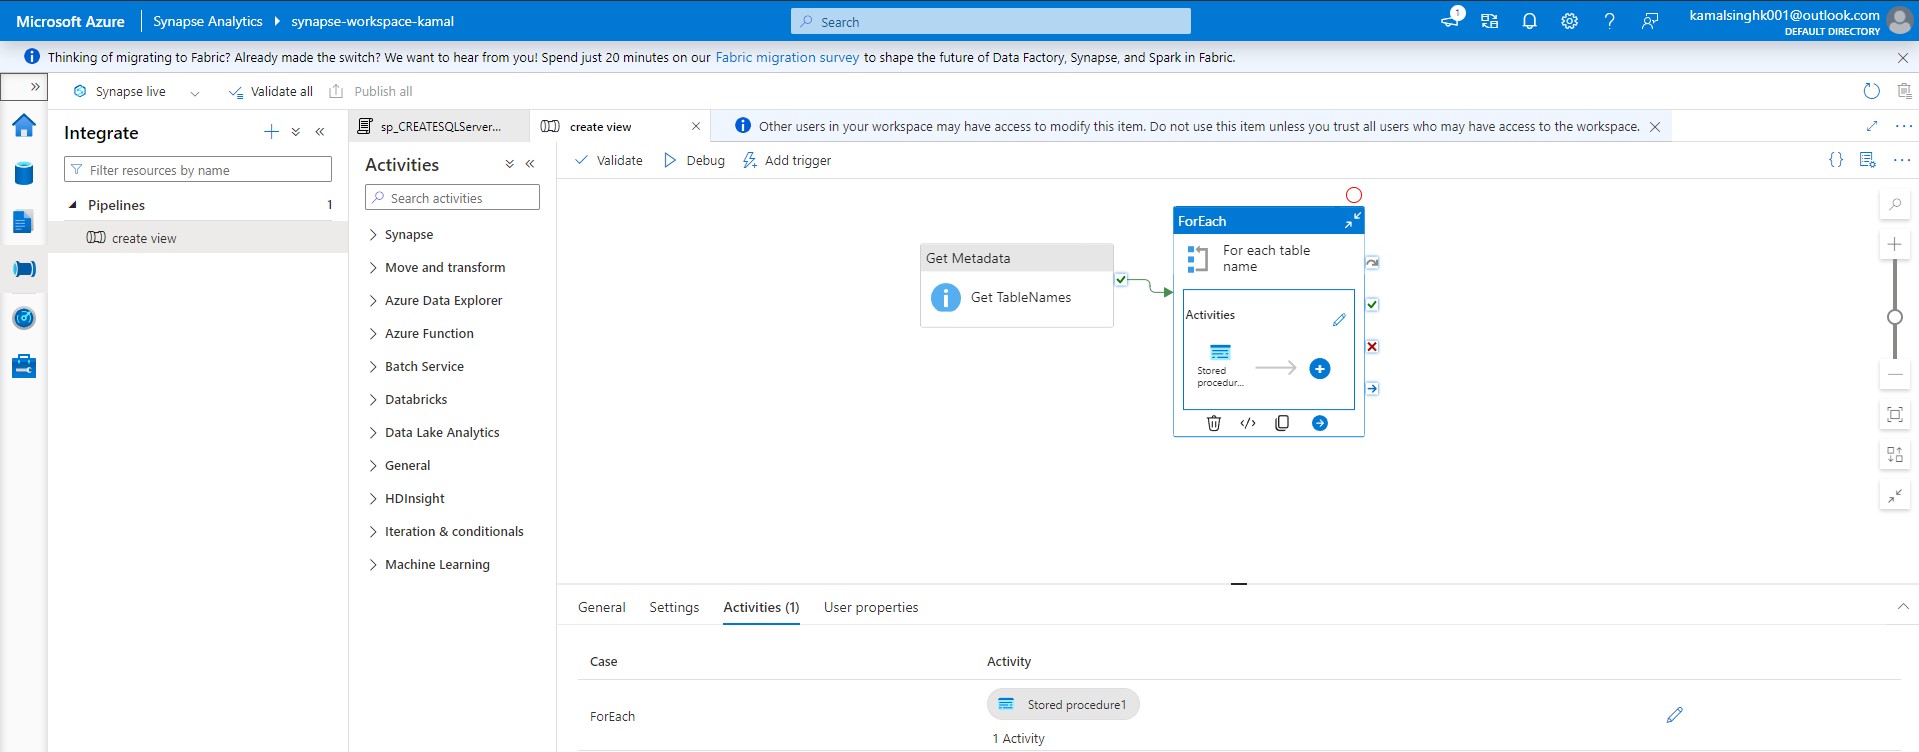 Microsoft Azure
Synapse Analytics
synapse-workspace-kamal
Search
1
kamalsinghk001@outlook.com
DEFAULT DIRECTORY
Thinking of migrating to Fabric? Already made the switch? We want to hear from you! Spend just 20 minutes on our Fabric migration survey to shape the future of Data Factory, Synapse, and Spark in Fabric.
Synapse live
Validate all
Publish all
Integrate
Filter resources by name
Pipelines
1
create view
sp_CREATESQLServer...
create view
Other users in your workspace may have access to modify this item. Do not use this item unless you trust all users who may have access to the workspace.
Activities
Search activities
Synapse
Move and transform
Azure Data Explorer
Azure Function
Batch Service
Databricks
Data Lake Analytics
General
HDInsight
Iteration & conditionals
Machine Learning
Validate
Debug
Add trigger
Get Metadata
Get TableNames
ForEach
For each table
name
Activities
Stored
procedur...
General
Settings
Activities (1)
User properties
Case
Activity
ForEach
Stored procedure1
1 Activity